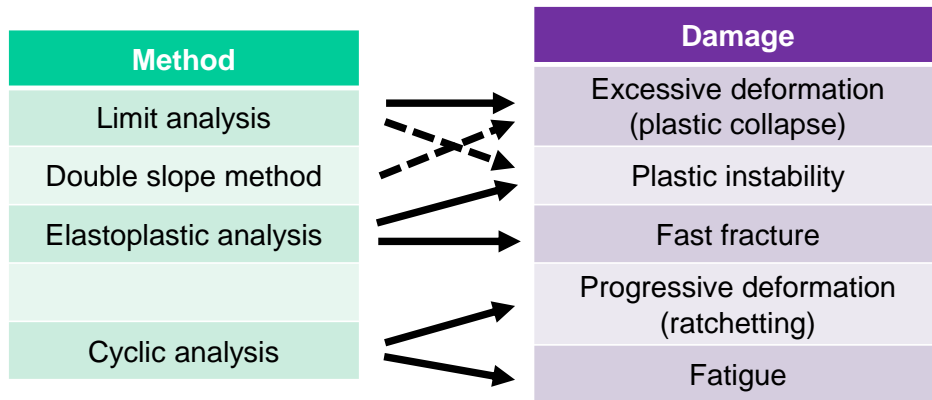 Method
Limit analysis
Double slope method
Elastoplastic analysis
Cyclic analysis
Damage
Excessive deformation
(plastic collapse)
Plastic instability
Fast fracture
Progressive deformation
(ratchetting)
Fatigue